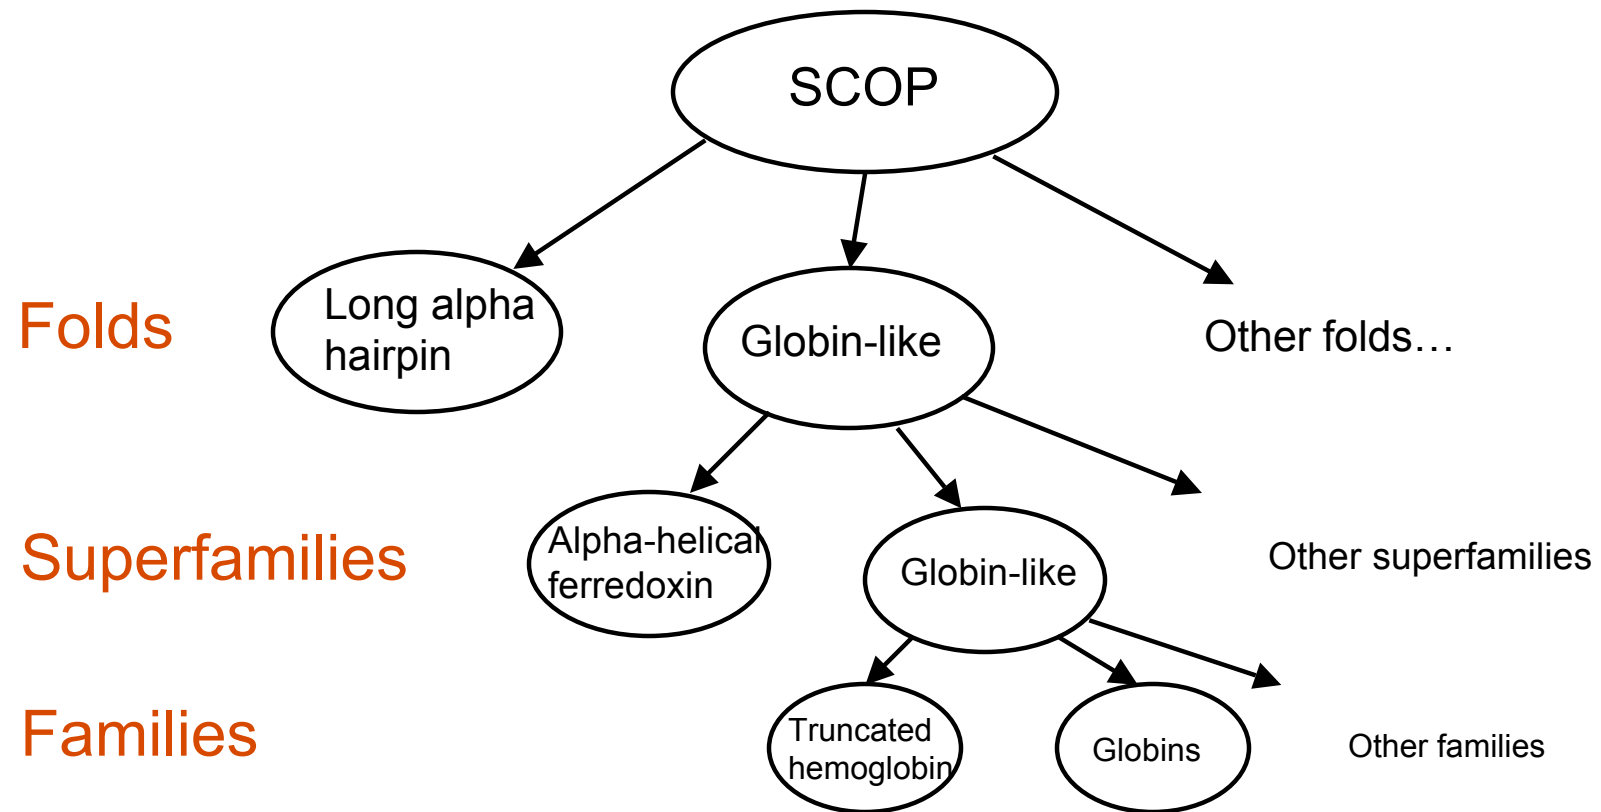 SCOP
Folds
Long alpha
hairpin
Globin-like
Other folds…
Superfamilies
Alpha-helical
ferredoxin
Globin-like
Other superfamilies
Families
Truncated
hemoglobin
Globins
Other families